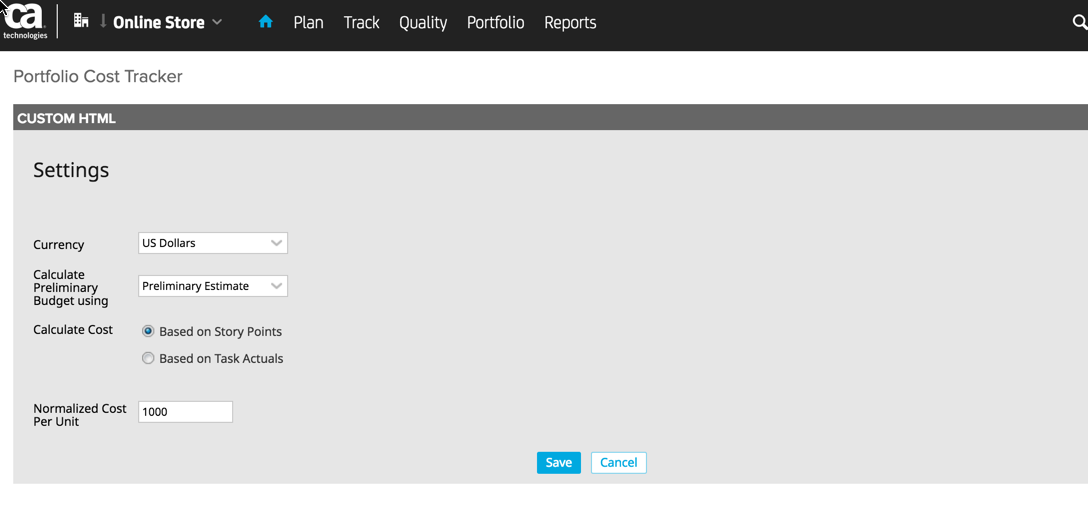 ca
technologies
Online Store
Plan
Track
Quality
Portfolio
Reports
Portfolio Cost Tracker
CUSTOM HTML
Settings
Currency
US Dollars
Calculate
Preliminary
Budget using
Preliminary Estimate
Calculate Cost
Based on Story Points
Based on Task Actuals
Normalized Cost
Per Unit
1000
Save
Cancel